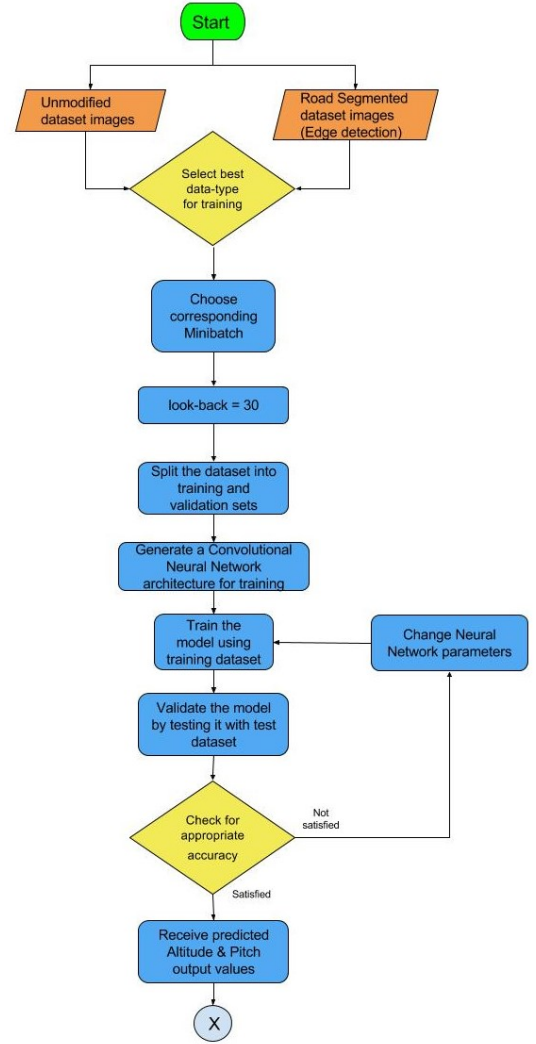 Start
Unmodified
dataset images
Road Segmented
dataset images
(Edge detection)
Select best
data-type
for training
Choose
corresponding
Minibatch
look-back = 30
Split the dataset into
training and
validation sets
Generate a Convolutional
Neural Network
architecture for training
Train the
model using
training dataset
Change Neural
Network parameters
Validate the model
by testing it with test
dataset
Check for
appropriate
accuracy
Not
satisfied
Satisfied
Receive predicted
Altitude & Pitch
output values
X